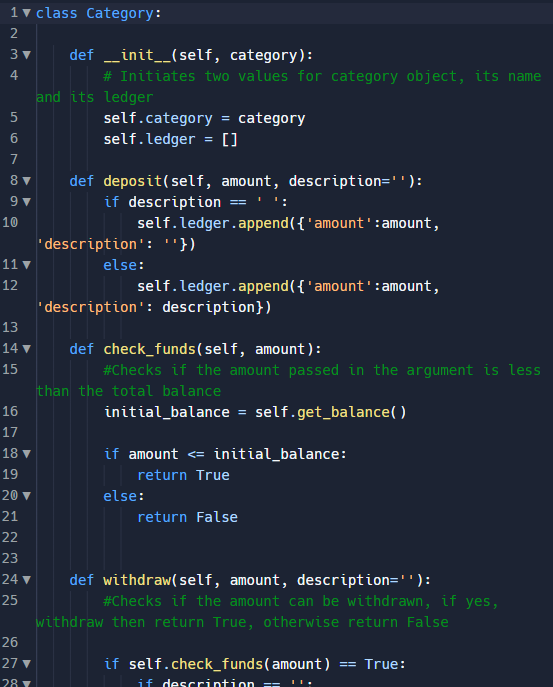 1 class Category:
2
3     def __init__(self, category):
4         # Initiates two values for category object, its name
and its ledger
5         self.category = category
6         self.ledger = []
7
8     def deposit(self, amount, description=''):
9         if description == ' ':
10             self.ledger.append({'amount':amount,
'description': ''})
11         else:
12             self.ledger.append({'amount':amount,
'description': description})
13
14     def check_funds(self, amount):
15         #Checks if the amount passed in the argument is less
than the total balance
16         initial_balance = self.get_balance()
17
18         if amount <= initial_balance:
19             return True
20         else:
21             return False
22
23
24     def withdraw(self, amount, description=''):
25         #Checks if the amount can be withdrawn, if yes,
withdraw then return True, otherwise return False
26
27         if self.check_funds(amount) == True:
28             if description == '':